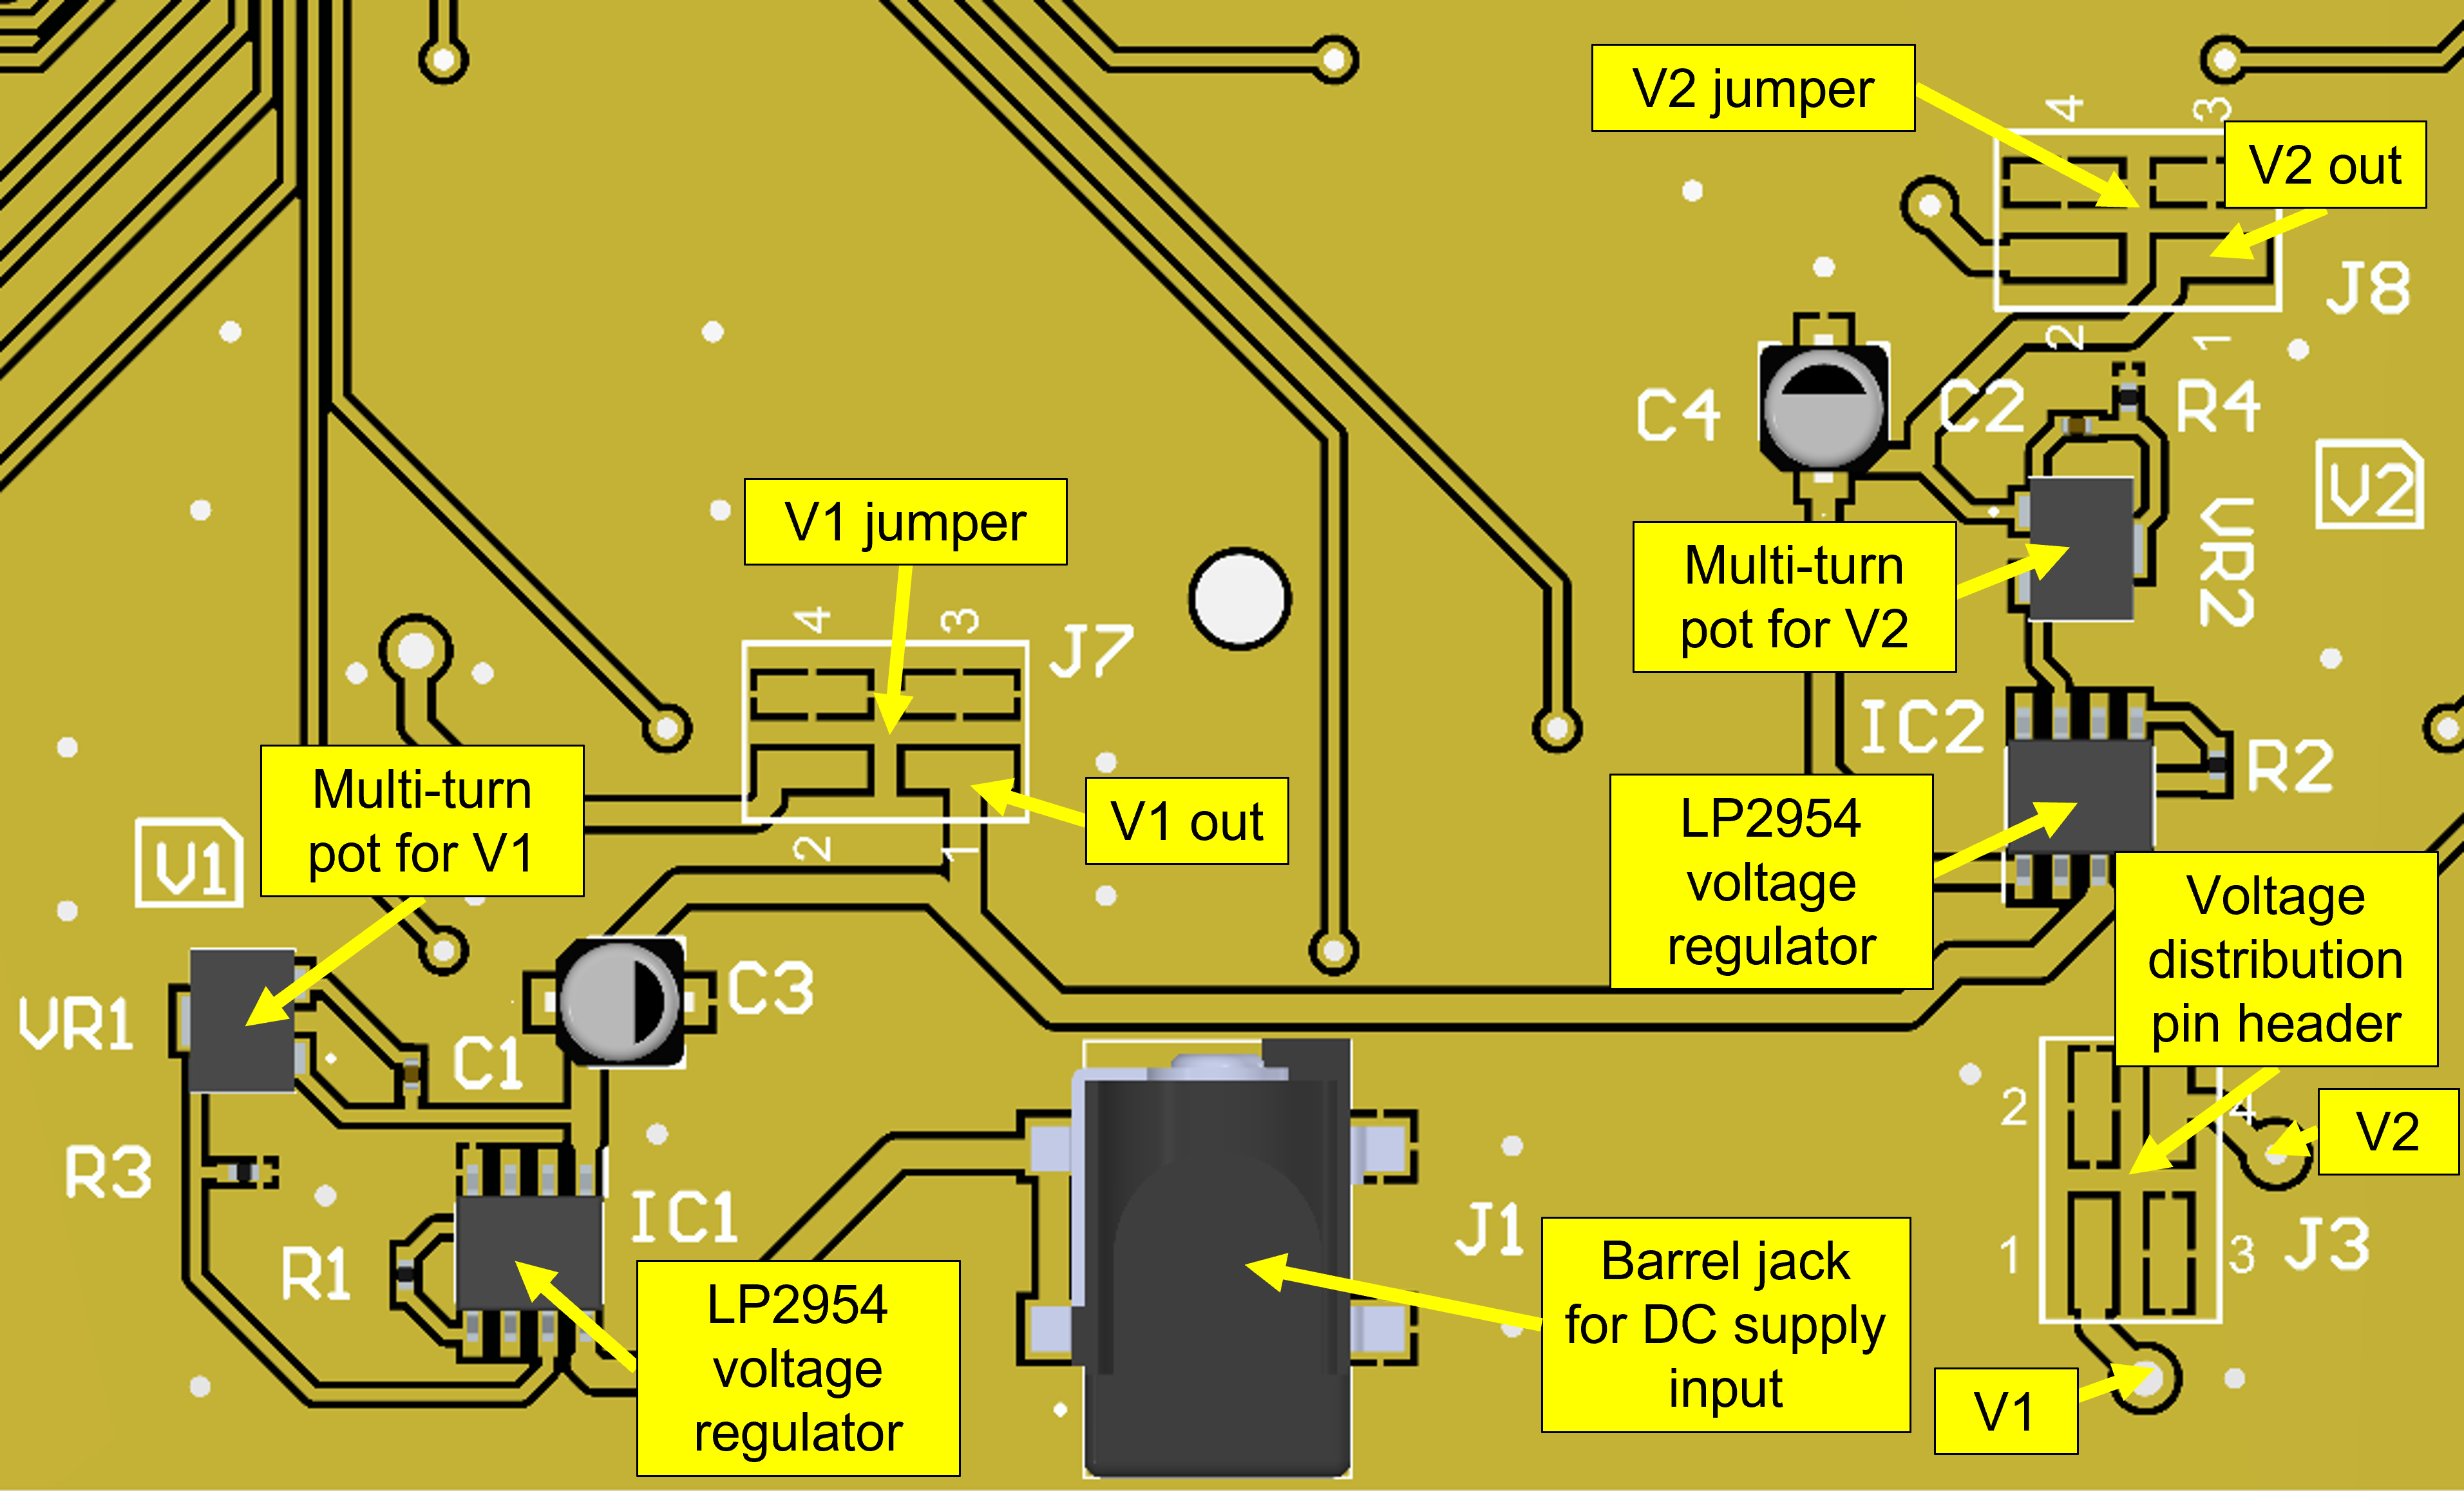 V2 jumper
4
3
V2 out
J8
2
1
C4
C2
R4
V2
V1 jumper
Multi-turn
pot for V2
VR2
4
3
J7
IC2
R2
Multi-turn
pot for V1
V1 out
LP2954
voltage
regulator
2
1
V1
Voltage
distribution
pin header
C3
VR1
C1
2
4
V2
R3
IC1
R1
J1
Barrel jack
for DC supply
input
1
3
J3
LP2954
voltage
regulator
V1